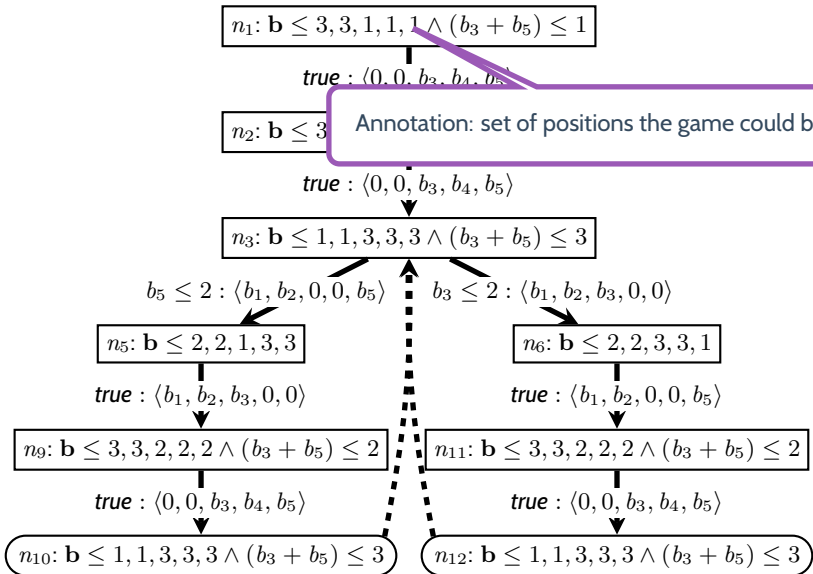 n₁: b ≤ 3, 3, 1, 1, 1 ∧ (b₃ + b₅) ≤ 1
true : ⟨0, 0, b₃, b₄, b₅⟩
Annotation: set of positions the game could b
n₂: b ≤ 3
true : ⟨0, 0, b₃, b₄, b₅⟩
n₃: b ≤ 1, 1, 3, 3, 3 ∧ (b₃ + b₅) ≤ 3
b₅ ≤ 2 : ⟨b₁, b₂, 0, 0, b₅⟩ b₃ ≤ 2 : ⟨b₁, b₂, b₃, 0, 0⟩
n₅: b ≤ 2, 2, 1, 3, 3 n₆: b ≤ 2, 2, 3, 3, 1
true : ⟨b₁, b₂, b₃, 0, 0⟩ true : ⟨b₁, b₂, 0, 0, b₅⟩
n₉: b ≤ 3, 3, 2, 2, 2 ∧ (b₃ + b₅) ≤ 2 n₁₁: b ≤ 3, 3, 2, 2, 2 ∧ (b₃ + b₅) ≤ 2
true : ⟨0, 0, b₃, b₄, b₅⟩ true : ⟨0, 0, b₃, b₄, b₅⟩
n₁₀: b ≤ 1, 1, 3, 3, 3 ∧ (b₃ + b₅) ≤ 3 n₁₂: b ≤ 1, 1, 3, 3, 3 ∧ (b₃ + b₅) ≤ 3